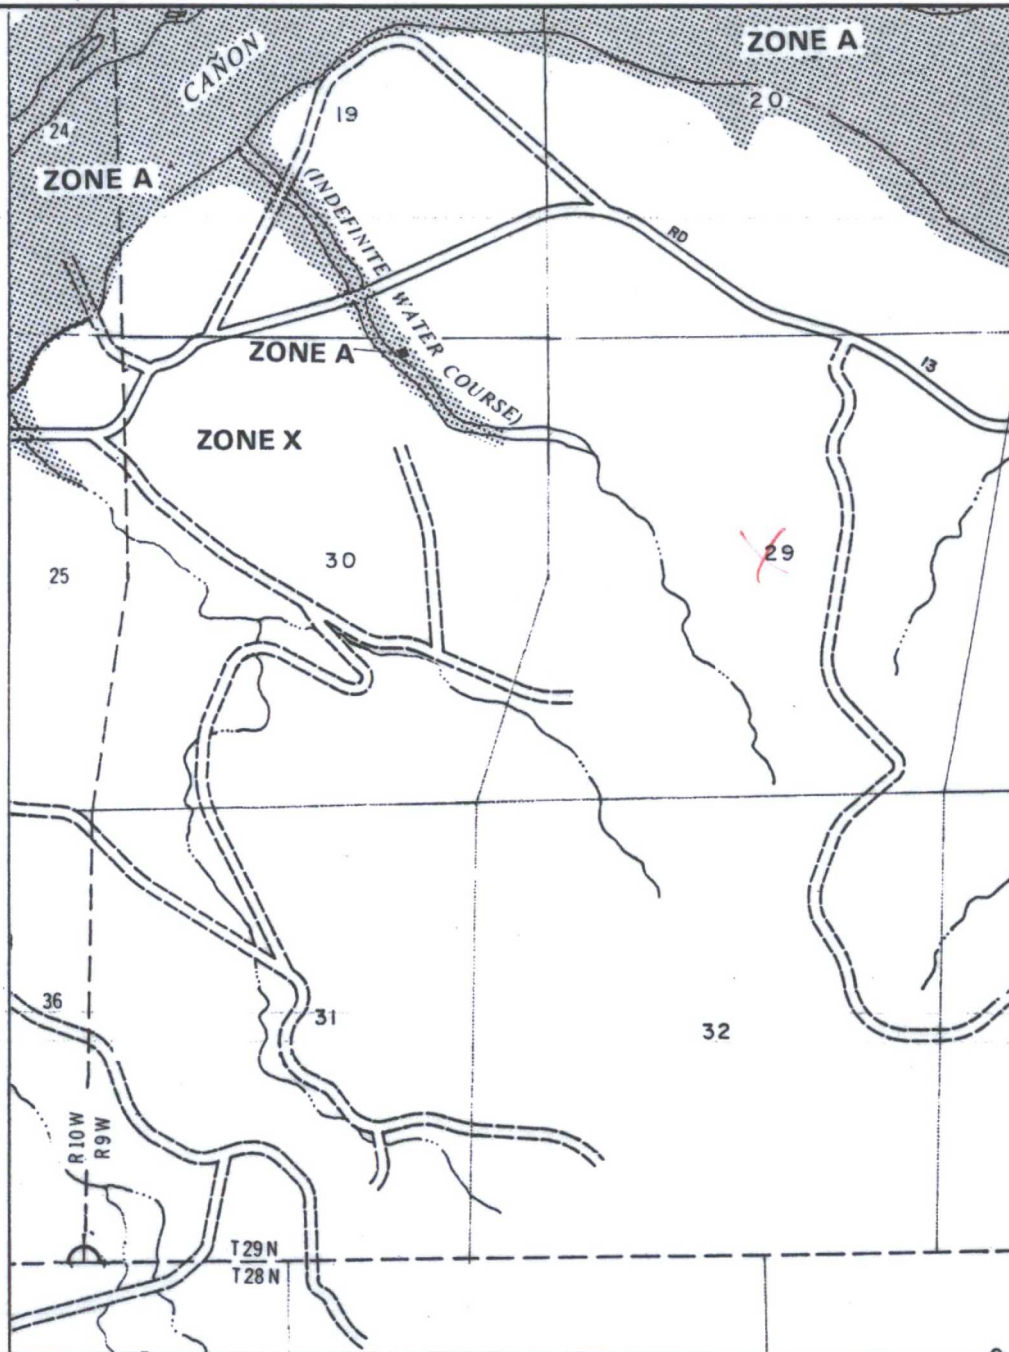 ZONE A
CAÑON
20
19
24
ZONE A
(INDEFINITE WATER COURSE)
RD
ZONE A
13
ZONE X
29
30
25
36
31
32
R10W
R9W
T29N
T28N